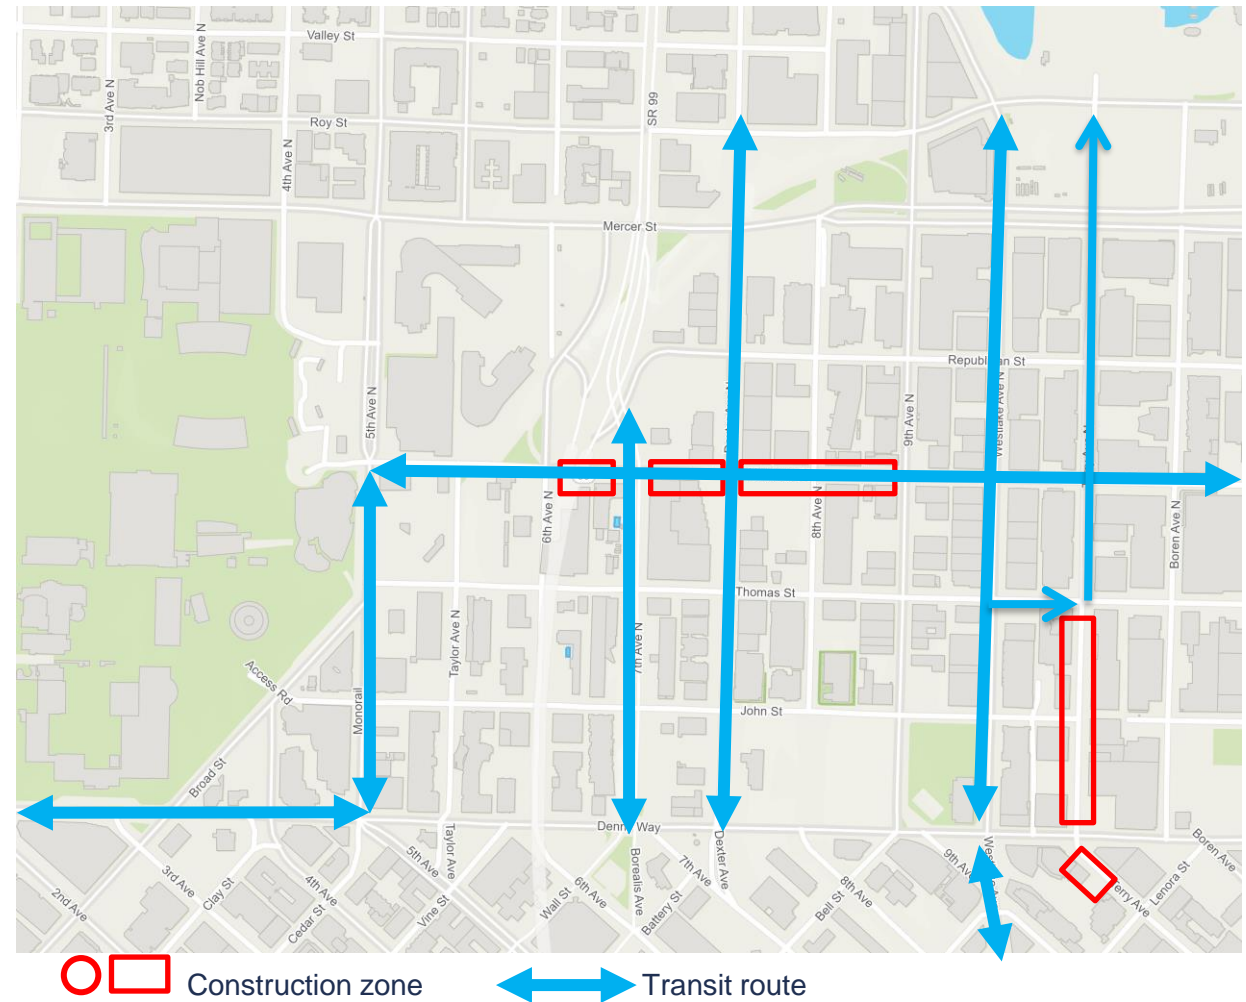 Valley St
Nob Hill Ave N
3rd Ave N
4th Ave N
Roy St
SR 99
Mercer St
Republican St
5th Ave N
Westlake Ave N
9th Ave N
6th Ave N
8th Ave N
Boren Ave N
Thomas St
Taylor Ave N
7th Ave N
Access Rd
Monorail
John St
Broad St
Denny Way
Taylor Ave
5th Ave
Dexter Ave
7th Ave
Borealis Ave
3rd Ave
4th Ave
Clay St
Vine St
6th Ave
Wall St
Battery St
8th Ave
Bell St
9th Ave
Boren Ave
Lenora St
2nd Ave
Cedar St
Construction zone
Transit route